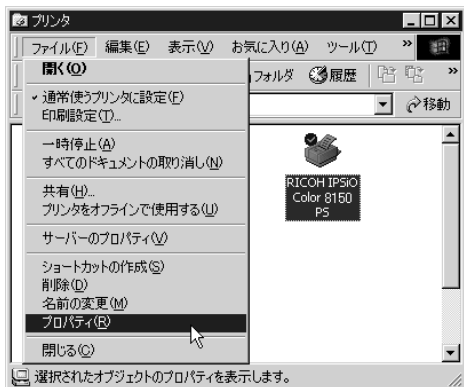 プリンタ
ファイル(F) 編集(E) 表示(V) お気に入り(A) ツール(T) »
開く(O)
フォルダ 履歴 »
通常使うプリンタに設定(F)
移動
印刷設定(T)...
一時停止(A)
すべてのドキュメントの取り消し(N)
RICOH IPSiO
Color 8150
PS
共有(H)...
プリンタをオフラインで使用する(U)
サーバーのプロパティ(V)
ショートカットの作成(S)
削除(D)
名前の変更(M)
プロパティ(R)
閉じる(C)
選択されたオブジェクトのプロパティを表示します。